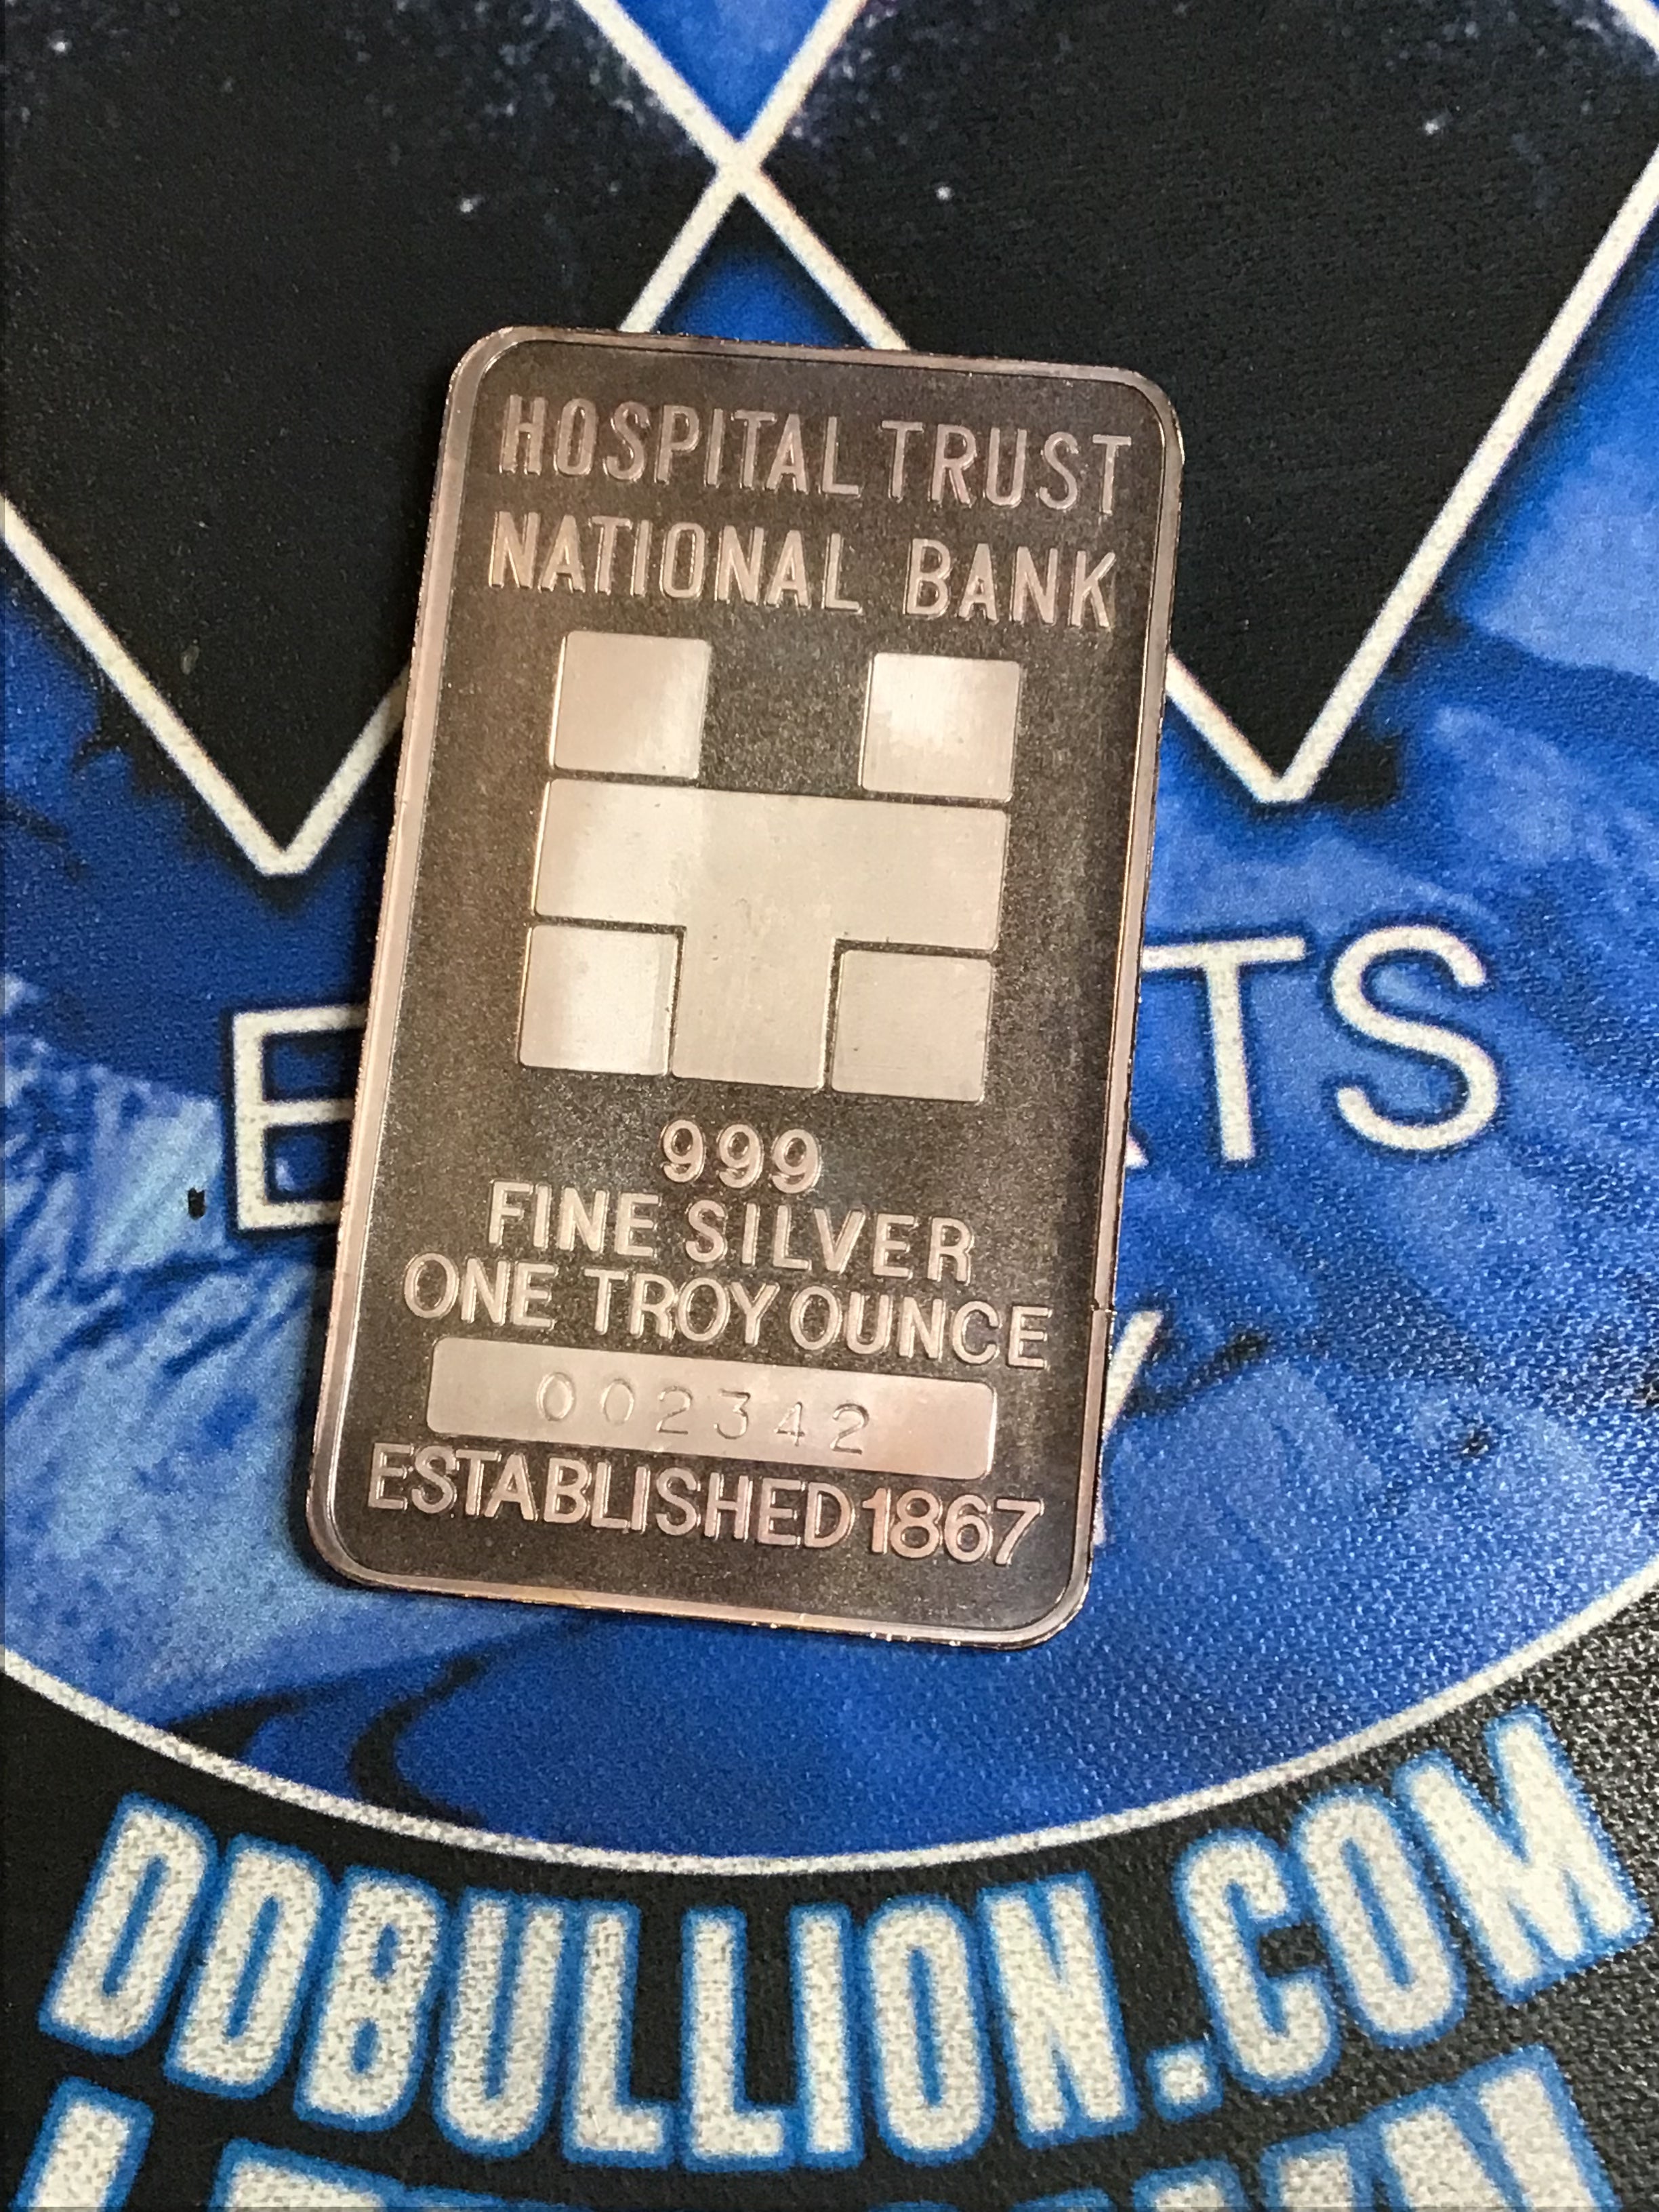 HOSPITAL TRUST
NATIONAL BANK
999
FINE SILVER
ONE TROY OUNCE
002342
ESTABLISHED 1867
DDBULLION.COM